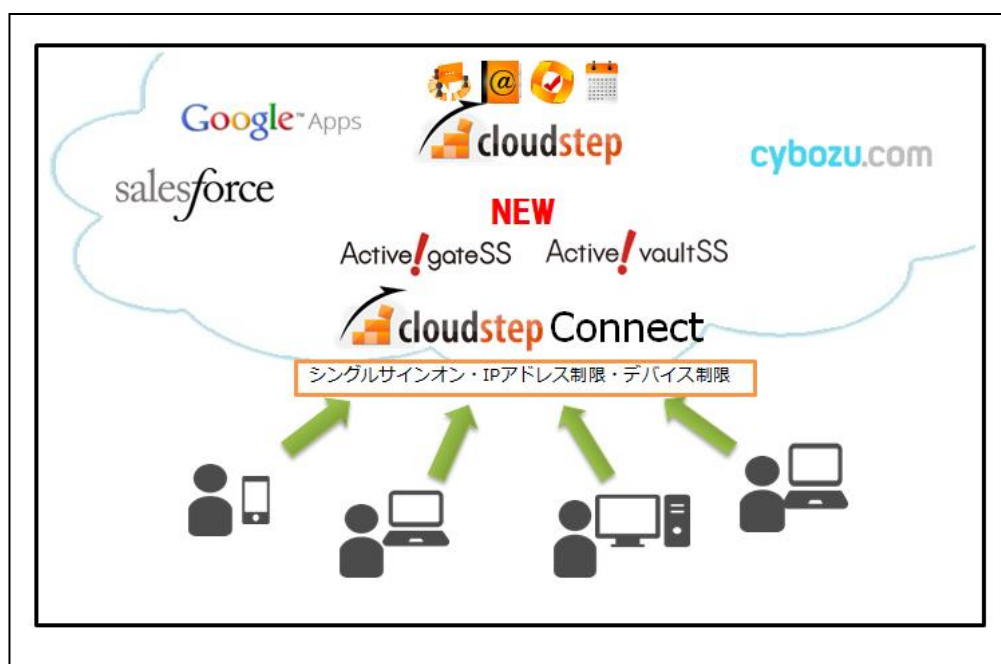 Google™ Apps
cloudstep
cybozu.com
salesforce
NEW
Active!gateSS Active!vaultSS
cloudstep Connect
シングルサインオン・IPアドレス制限・デバイス制限